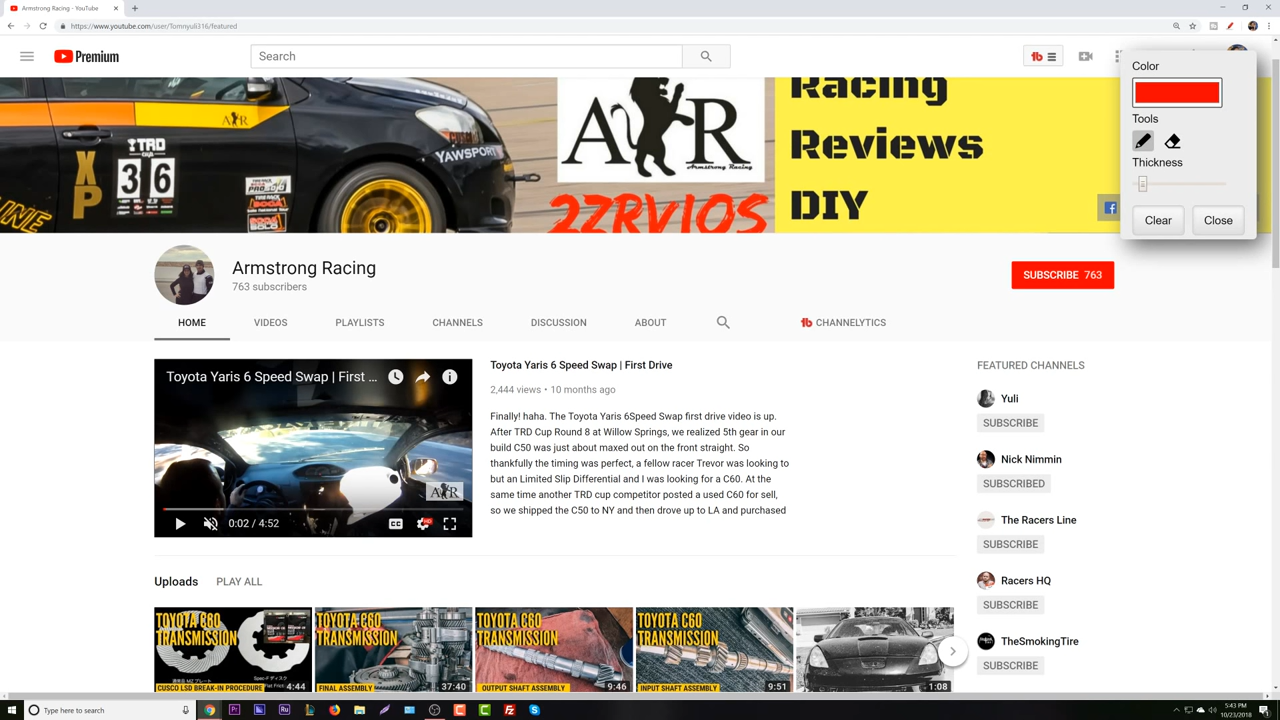 Armstrong Racing - YouTube
https://www.youtube.com/user/Tomnyuli316/featured
Premium
Search
Color
Tools
Thickness
Clear
Close
Racing
Reviews
DIY
A R
Armstrong Racing
2ZRVIOS
AR
XP
TRD
36
YAWSPORT
Armstrong Racing
763 subscribers
SUBSCRIBE 763
HOME
VIDEOS
PLAYLISTS
CHANNELS
DISCUSSION
ABOUT
CHANNELYTICS
Toyota Yaris 6 Speed Swap | First ...
AR
0:02 / 4:52
CC
HD
Toyota Yaris 6 Speed Swap | First Drive
2,444 views • 10 months ago
Finally! haha. The Toyota Yaris 6Speed Swap first drive video is up.
After TRD Cup Round 8 at Willow Springs, we realized 5th gear in our
build C50 was just about maxed out on the front straight. So
thankfully the timing was perfect, a fellow racer Trevor was looking to
but an Limited Slip Differential and I was looking for a C60. At the
same time another TRD cup competitor posted a used C60 for sell,
so we shipped the C50 to NY and then drove up to LA and purchased
FEATURED CHANNELS
Yuli
SUBSCRIBE
Nick Nimmin
SUBSCRIBED
The Racers Line
SUBSCRIBE
Racers HQ
SUBSCRIBE
TheSmokingTire
SUBSCRIBE
Uploads
PLAY ALL
TOYOTA C60
TRANSMISSION
CUSCO LSD BREAK-IN PROCEDURE
4:44
TOYOTA C60
TRANSMISSION
FINAL ASSEMBLY
37:40
TOYOTA C60
TRANSMISSION
OUTPUT SHAFT ASSEMBLY
9:46
TOYOTA C60
TRANSMISSION
INPUT SHAFT ASSEMBLY
9:51
1:08
Type here to search
5:43 PM
10/23/2018